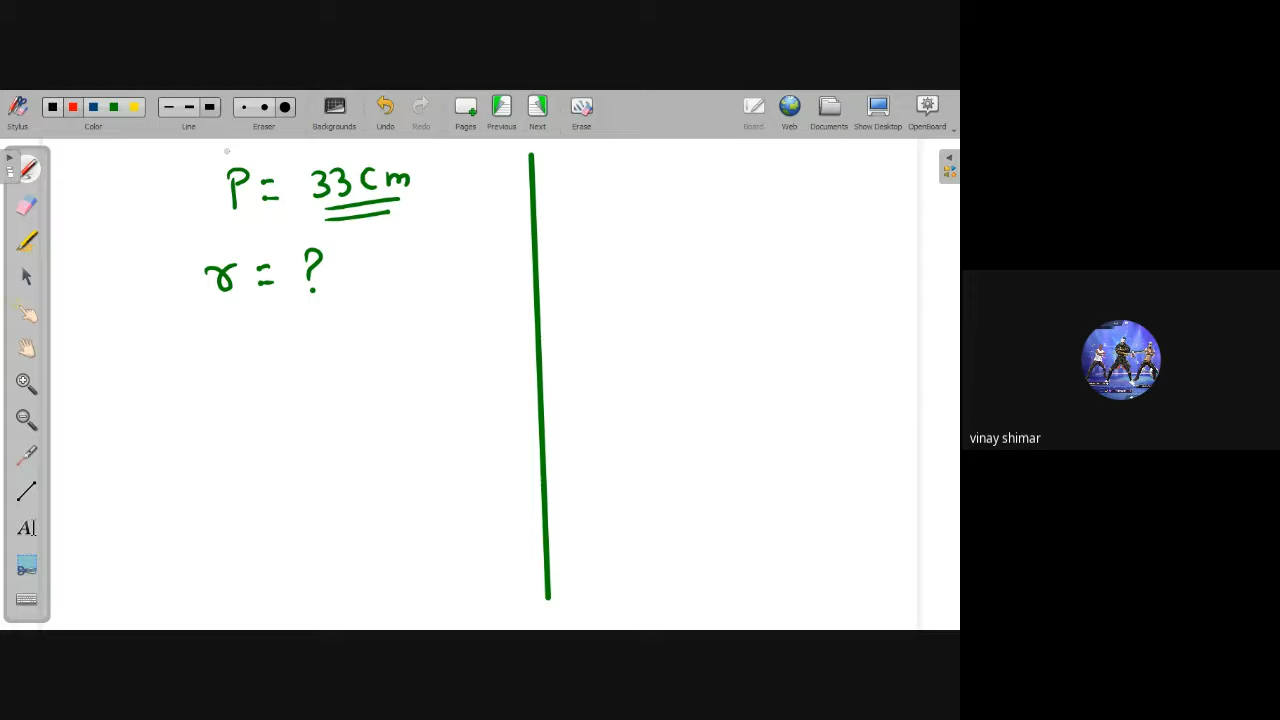 Stylus Color Line Eraser Backgrounds Undo Redo Pages Previous Next Erase Board Web Documents Show Desktop OpenBoard
P = 33 Cm
r = ?
vinay shimar